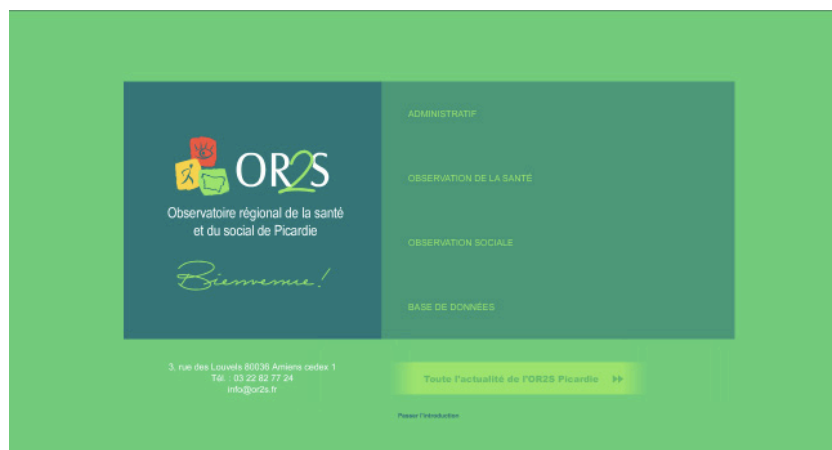 OR2S
Observatoire régional de la santé
et du social de Picardie
Bienvenue!
ADMINISTRATIF
OBSERVATION DE LA SANTÉ
OBSERVATION SOCIALE
BASE DE DONNÉES
3, rue des Louvels 80036 Amiens cedex 1
Tél. : 03 22 82 77 24
info@or2s.fr
Toute l'actualité de l'OR2S Picardie
Passer l'introduction